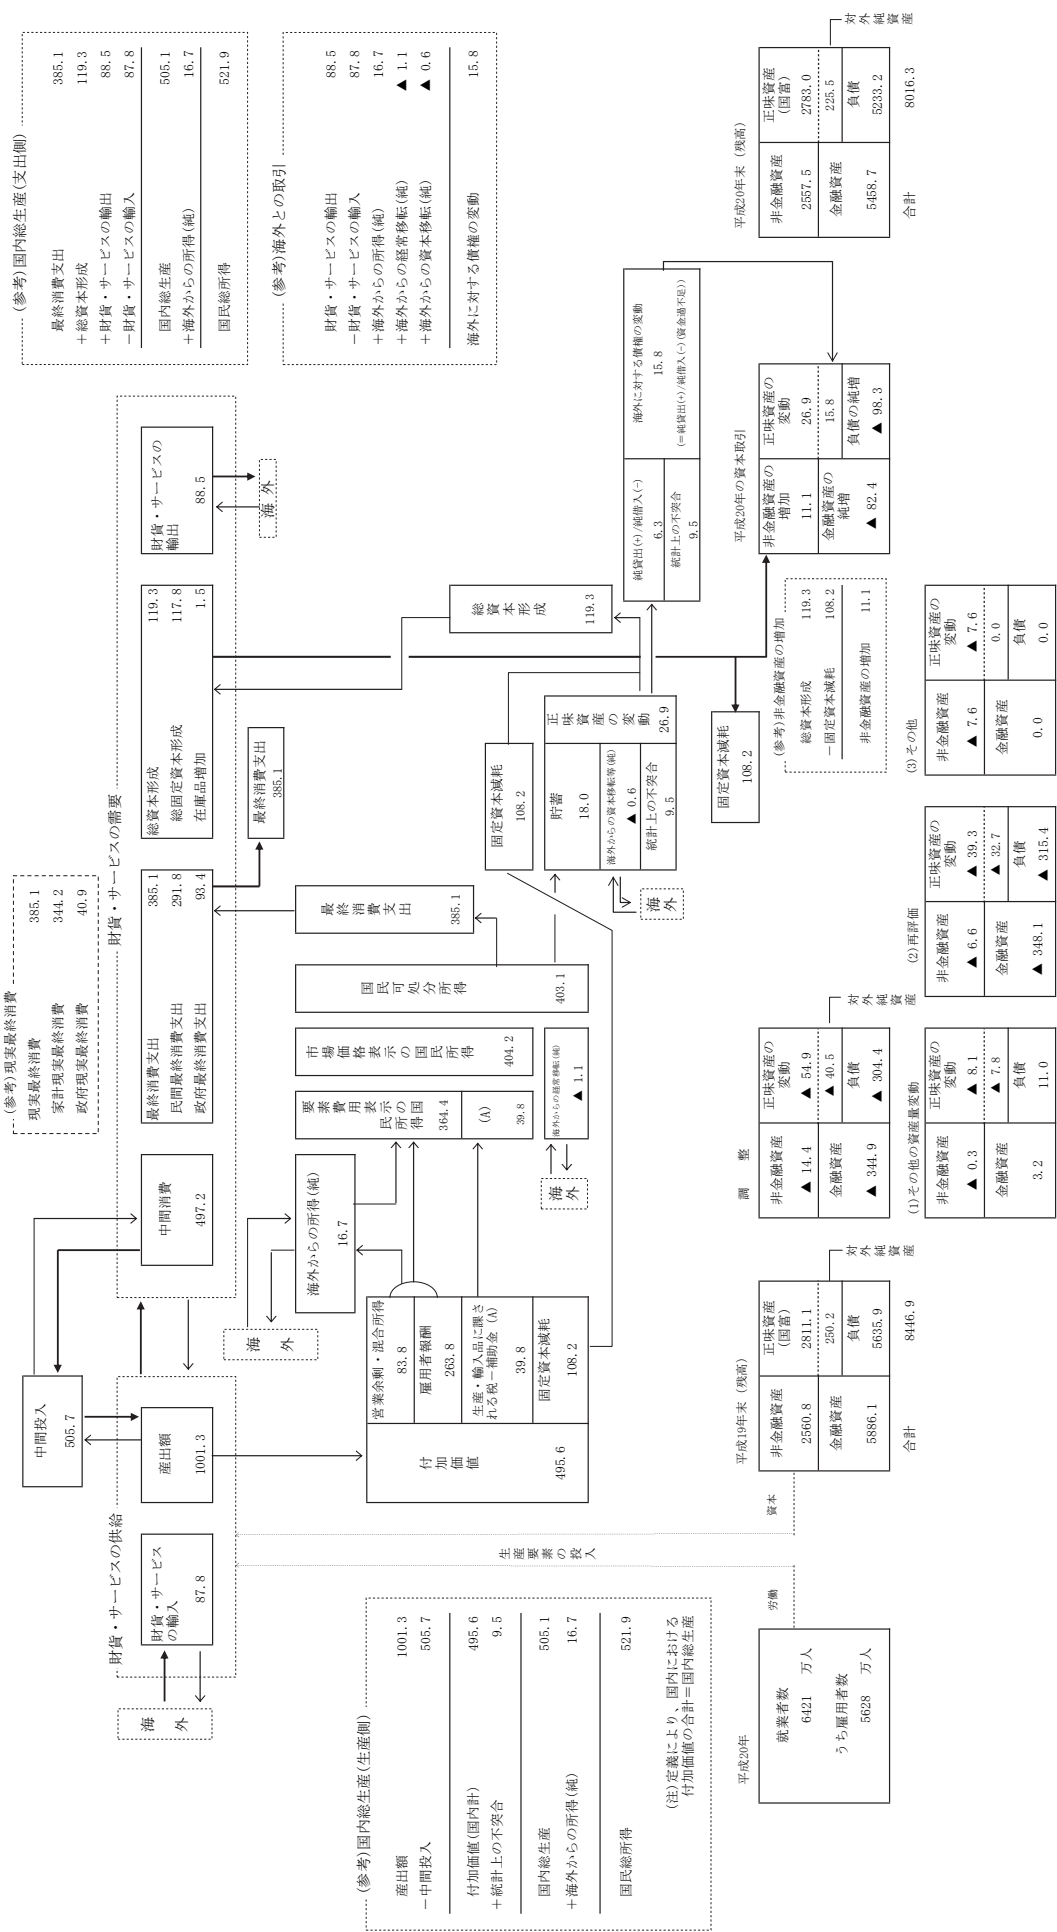 (参考)国内総生産(生産側)
産出額 1001.3
－中間投入 505.7
付加価値(国内計) 495.6
＋統計上の不突合 9.5
国内総生産 505.1
＋海外からの所得(純) 16.7
国民総所得 521.9
(注)定義により、国内における
付加価値の合計＝国内総生産
海外
財貨・サービスの供給
財貨・サービス
の輸入
87.8
産出額
1001.3
中間投入
505.7
財貨・サービスの需要
中間消費
497.2
(参考)現実最終消費
現実最終消費 385.1
家計現実最終消費 344.2
政府現実最終消費 40.9
最終消費支出 385.1
民間最終消費支出 291.8
政府最終消費支出 93.4
総資本形成 119.3
総固定資本形成 117.8
在庫品増加 1.5
財貨・サービスの
輸出
88.5
海外
最終消費支出
385.1
(参考)国内総生産(支出側)
最終消費支出 385.1
＋総資本形成 119.3
＋財貨・サービスの輸出 88.5
－財貨・サービスの輸入 87.8
国内総生産 505.1
＋海外からの所得(純) 16.7
国民総所得 521.9
(参考)海外との取引
財貨・サービスの輸出 88.5
－財貨・サービスの輸入 87.8
＋海外からの所得(純) 16.7
＋海外からの経常移転(純) ▲ 1.1
＋海外からの資本移転(純) ▲ 0.6
海外に対する債権の変動 15.8
海外
海外からの所得(純)
16.7
付加価値
495.6
営業余剰・混合所得
83.8
雇用者報酬
263.8
生産・輸入品に課さ
れる税－補助金 (A)
39.8
固定資本減耗
108.2
要素費用表示の国民所得
364.4
(A)
39.8
市場価格表示の国民所得
404.2
海外からの経常移転(純)
▲ 1.1
海外
国民可処分所得
403.1
最終消費支出
385.1
固定資本減耗
108.2
貯蓄
18.0
海外からの資本移転等(純)
▲ 0.6
統計上の不突合
9.5
正味資産の変動
26.9
海外
総資本形成
119.3
純貸出(+)/純借入(-)
6.3
統計上の不突合
9.5
海外に対する債権の変動
15.8
(＝純貸出(+)/純借入(-)(資金過不足))
固定資本減耗
108.2
(参考)非金融資産の増加
総資本形成 119.3
－固定資本減耗 108.2
非金融資産の増加 11.1
生産要素の投入
労働
資本
平成20年
就業者数
6421 万人
うち雇用者数
5628 万人
平成19年末 (残高)
非金融資産
2560.8
正味資産
(国富)
2811.1
250.2
金融資産
5886.1
負債
5635.9
対外純資産
合計 8446.9
調整
非金融資産
▲ 14.4
正味資産の
変動
▲ 54.9
▲ 40.5
金融資産
▲ 344.9
負債
▲ 304.4
対外純資産
平成20年の資本取引
非金融資産の
増加
11.1
正味資産の
変動
26.9
15.8
金融資産の
純増
▲ 82.4
負債の純増
▲ 98.3
平成20年末 (残高)
非金融資産
2557.5
正味資産
(国富)
2783.0
225.5
金融資産
5458.7
負債
5233.2
対外純資産
合計 8016.3
(1)その他の資産量変動
非金融資産
▲ 0.3
正味資産の
変動
▲ 8.1
▲ 7.8
金融資産
3.2
負債
11.0
(2)再評価
非金融資産
▲ 6.6
正味資産の
変動
▲ 39.3
▲ 32.7
金融資産
▲ 348.1
負債
▲ 315.4
(3)その他
非金融資産
▲ 7.6
正味資産の
変動
▲ 7.6
0.0
金融資産
0.0
負債
0.0